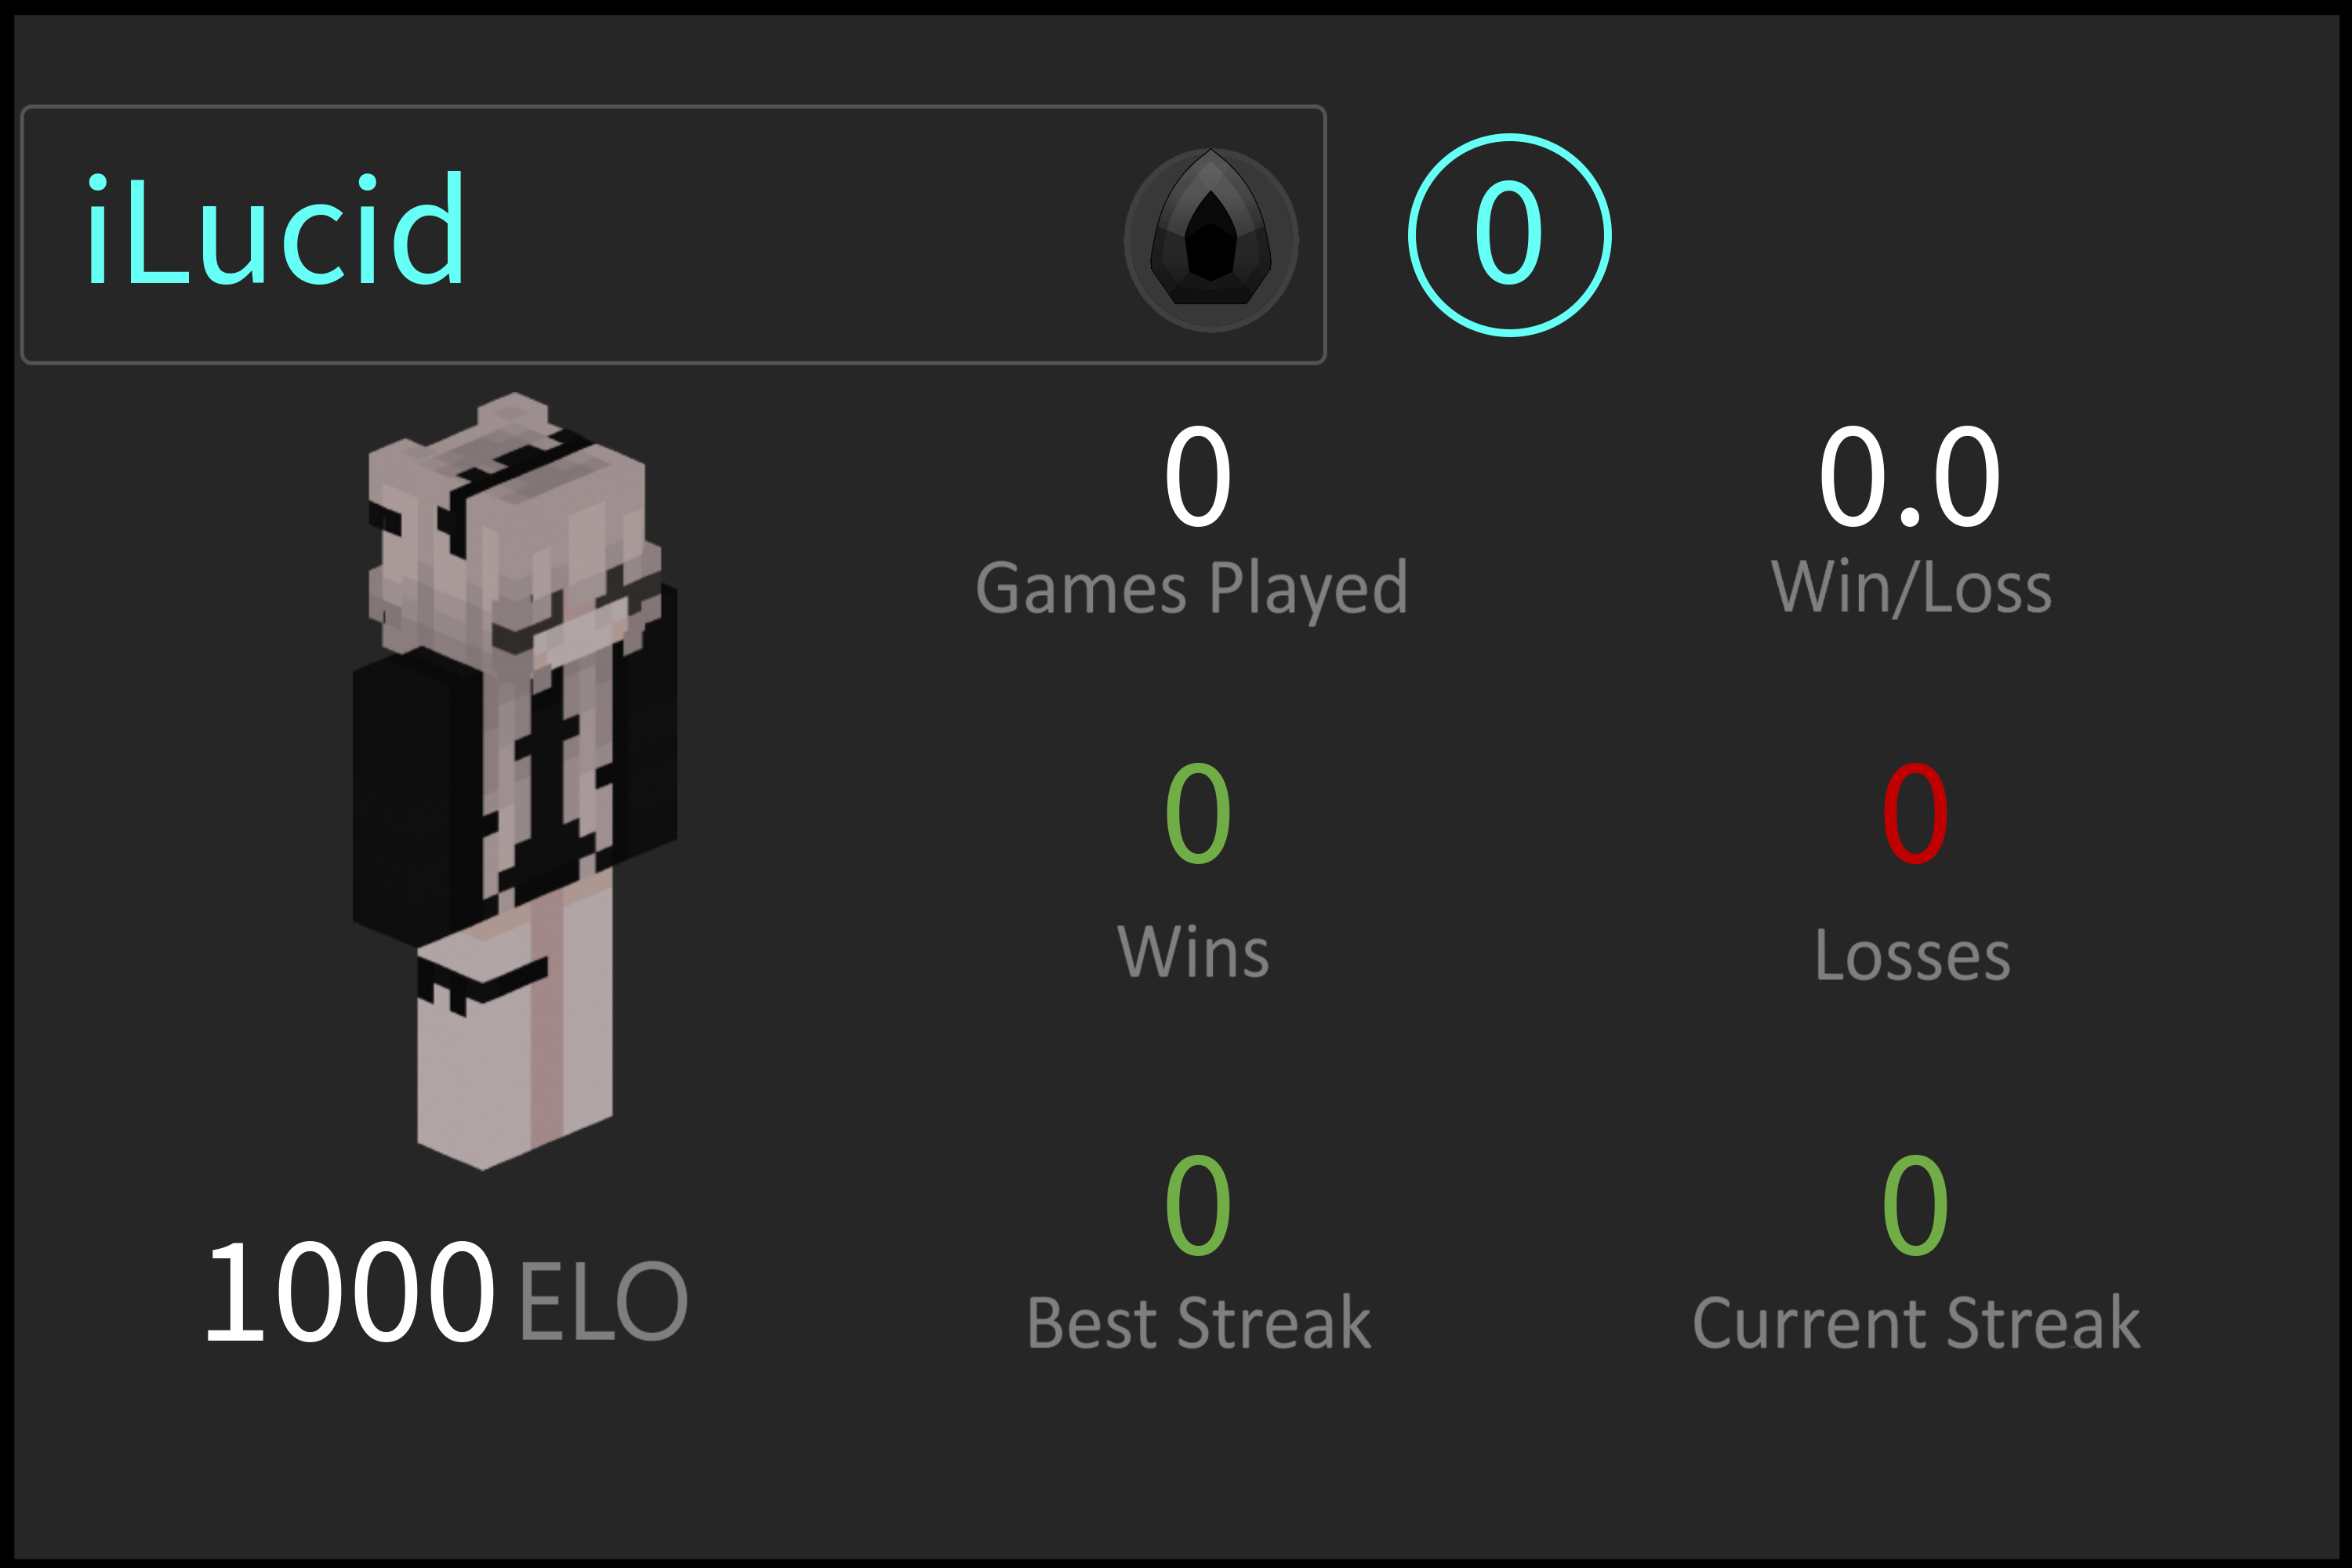 iLucid
0
0
0.0
Games Played
Win/Loss
0
0
Wins
Losses
0
0
1000 ELO
Best Streak
Current Streak